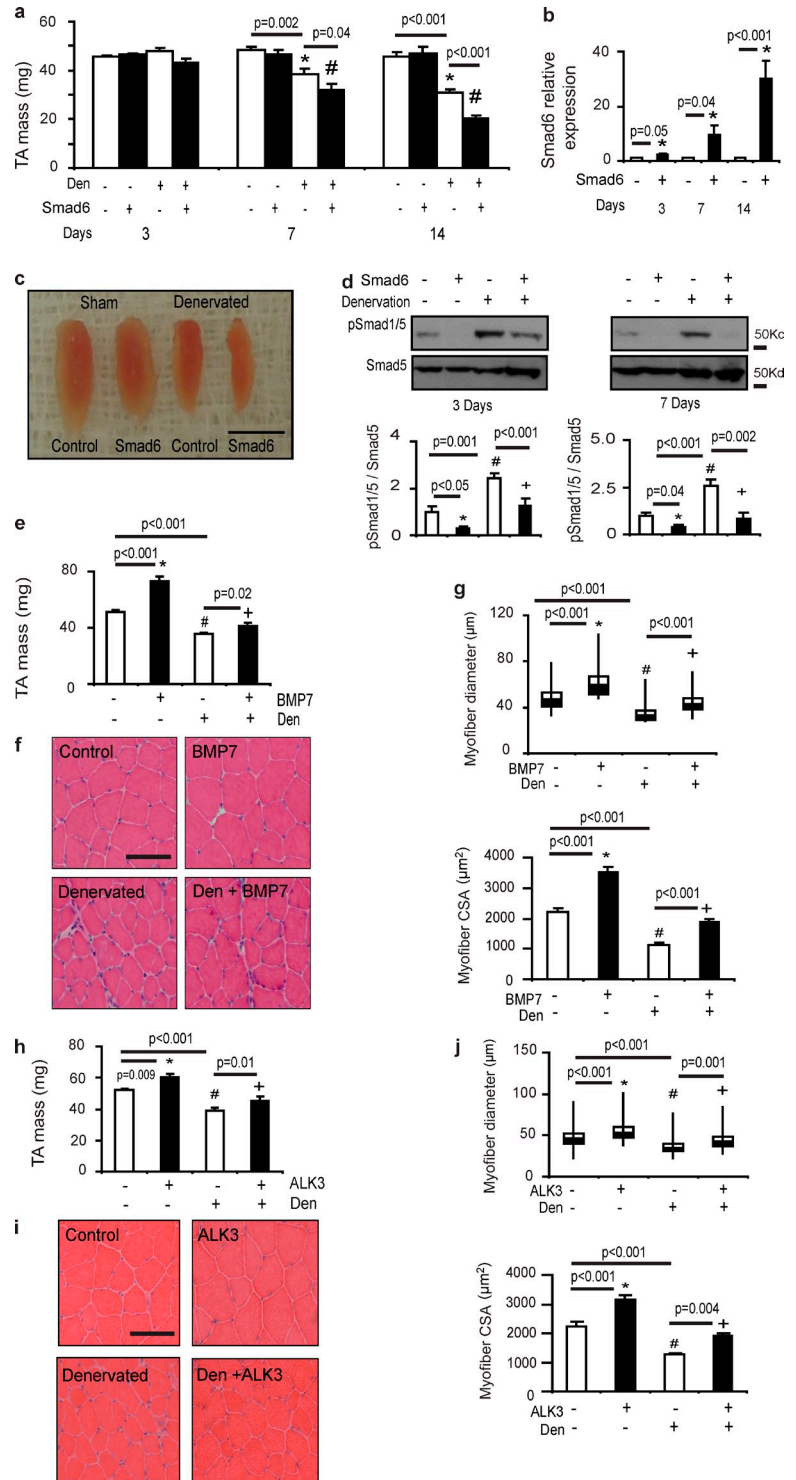 a
TA mass (mg)
60
40
20
0
p=0.002
p=0.04
p<0.001
p<0.001
* # * #
Den - - + + - - + + - - + +
Smad6 - + - + - + - + - + - +
Days 3 7 14
b
Smad6 relative expression
40
20
0
p=0.05
p=0.04
p<0.001
* * *
Smad6 - + - + - +
Days 3 7 14
c
Sham Denervated
Control Smad6 Control Smad6
d
Smad6 - + - + - + - +
Denervation - - + + - - + +
pSmad1/5
50Kc
Smad5
50Kd
3 Days 7 Days
pSmad1/5 / Smad5
4
2
0
p=0.001
p<0.001
p<0.05
* # +
pSmad1/5 / Smad5
5.0
2.5
0
p<0.001
p=0.002
p=0.04
* # +
e
TA mass (mg)
80
40
0
p<0.001
p<0.001
p=0.02
* # +
- + - + BMP7
- - + + Den
f
Control BMP7
Denervated Den + BMP7
g
Myofiber diameter (µm)
120
80
40
0
p<0.001
p<0.001
p<0.001
* # +
BMP7 - + - +
Den - - + +
Myofiber CSA (µm²)
4000
3000
2000
1000
0
p<0.001
p<0.001
p<0.001
* # +
BMP7 - + - +
Den - - + +
h
TA mass (mg)
80
60
40
20
0
p<0.001
p=0.009
p=0.01
* # +
- + - + ALK3
- - + + Den
i
Control ALK3
Denervated Den +ALK3
j
Myofiber diameter (µm)
150
100
50
0
p<0.001
p<0.001
p=0.001
* # +
ALK3 - + - +
Den - - + +
Myofiber CSA (µm²)
4000
3000
2000
1000
0
p<0.001
p<0.001
p=0.004
* # +
ALK3 - + - +
Den - - + +